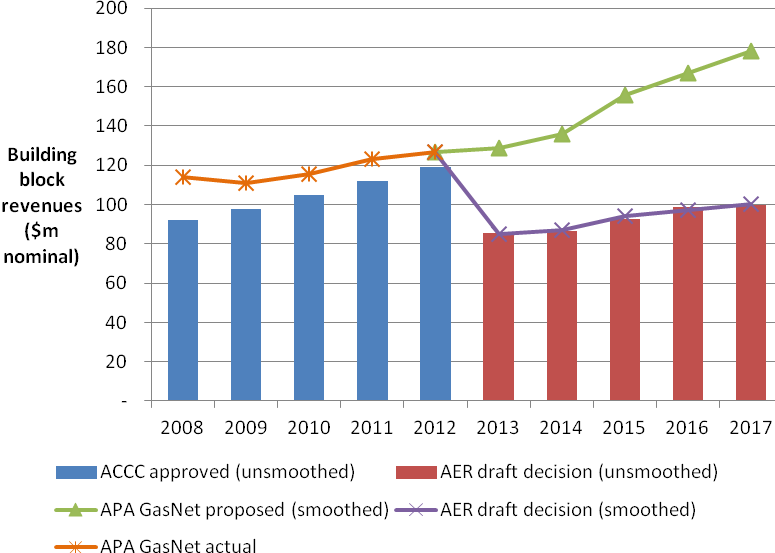 200
180
160
140
120
100
80
60
40
20
-
Building
block
revenues
($m
nominal)
2008 2009 2010 2011 2012 2013 2014 2015 2016 2017
ACCC approved (unsmoothed) AER draft decision (unsmoothed)
APA GasNet proposed (smoothed) AER draft decision (smoothed)
APA GasNet actual